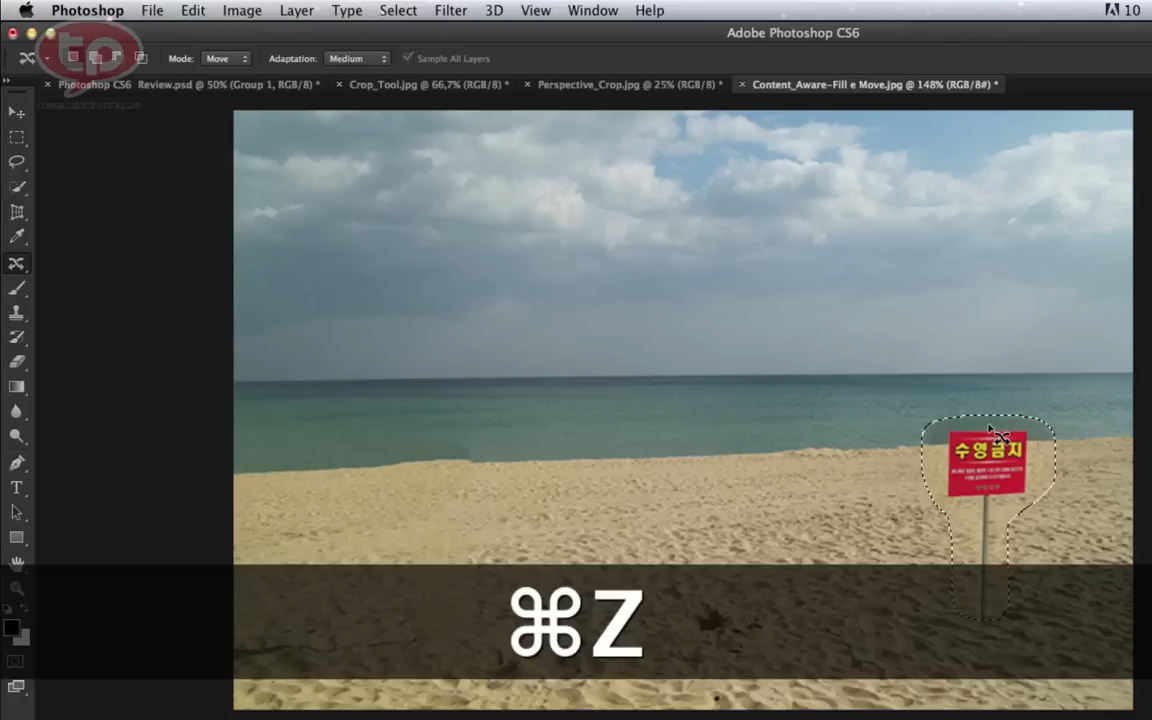 Photoshop File Edit Image Layer Type Select Filter 3D View Window Help 10
Adobe Photoshop CS6
tp
Mode: Move Adaptation: Medium Sample All Layers
Photoshop CS6 Review.psd @ 50% (Group 1, RGB/8) *
Crop_Tool.jpg @ 66,7% (RGB/8) *
Perspective_Crop.jpg @ 25% (RGB/8) *
Content_Aware-Fill e Move.jpg @ 148% (RGB/8#) *
수영금지
⌘Z